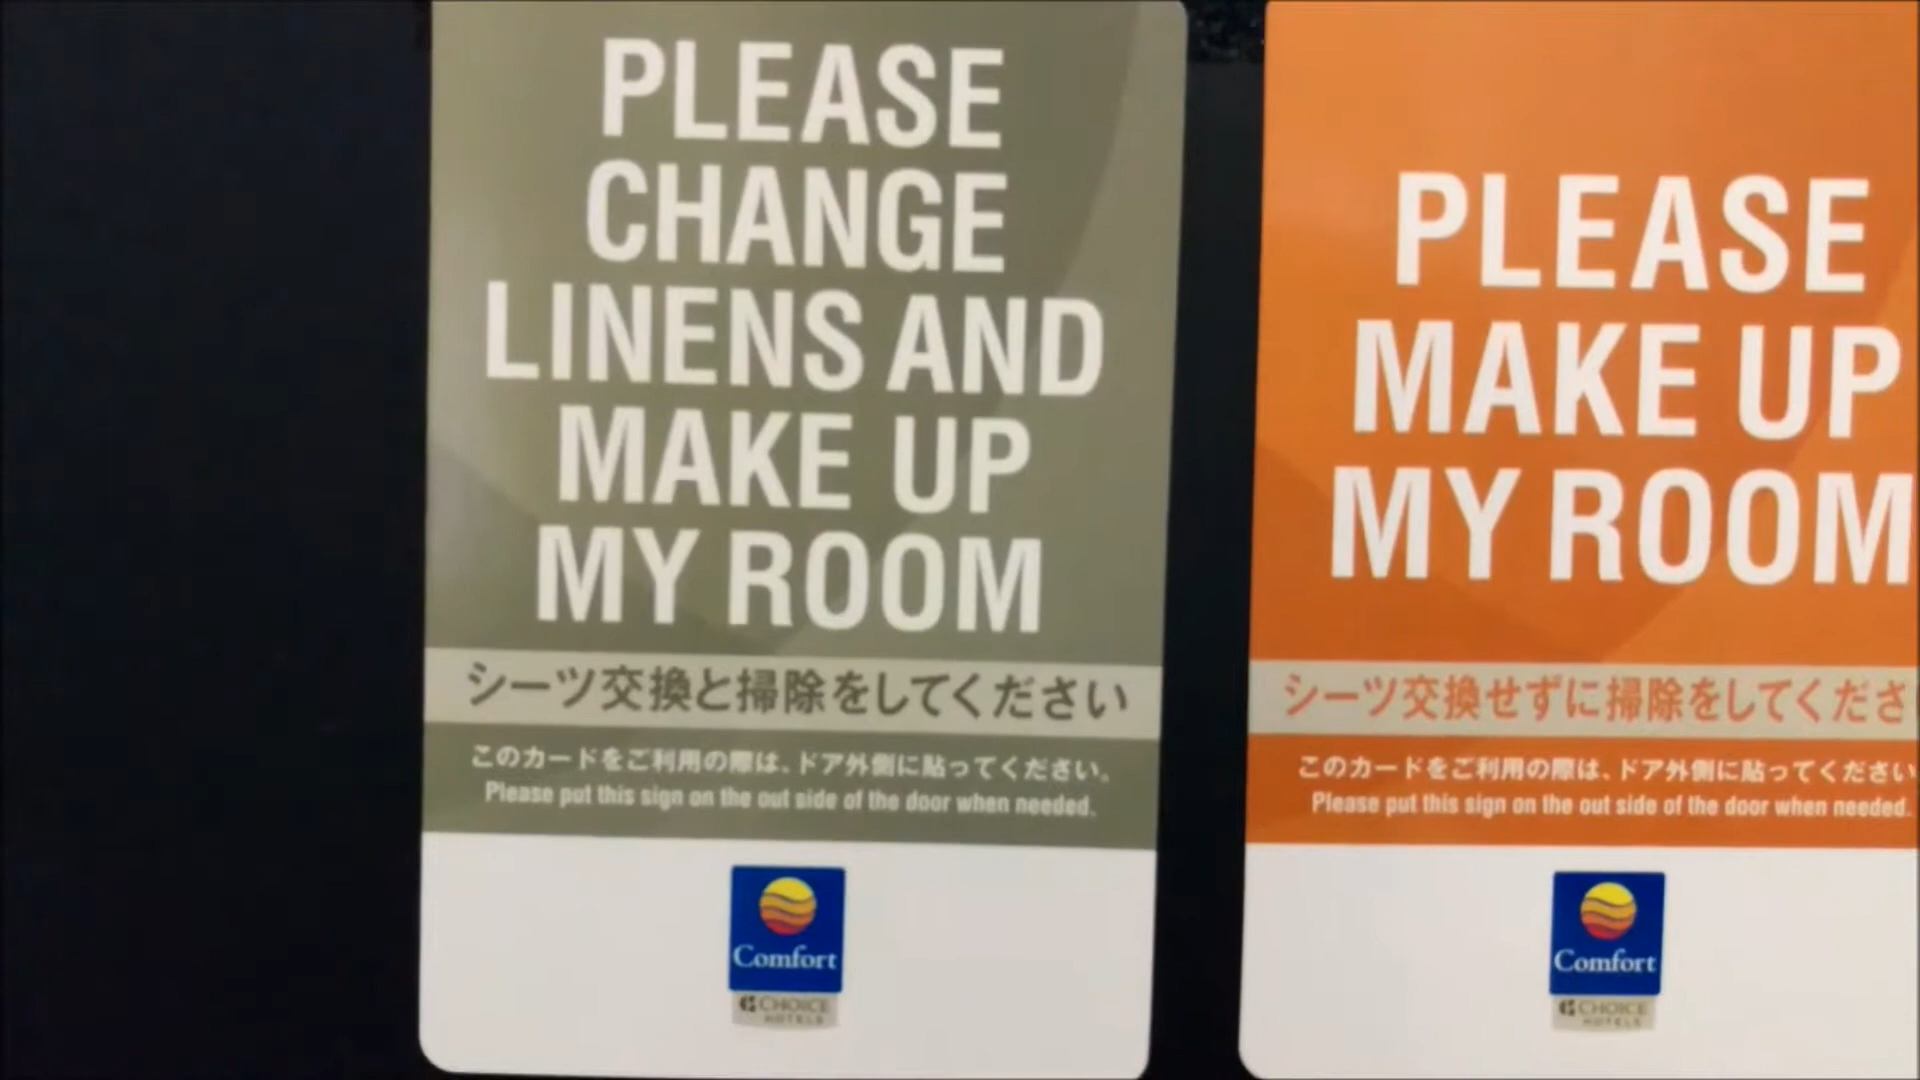 PLEASE
CHANGE
LINENS AND
MAKE UP
MY ROOM
シーツ交換と掃除をしてください
このカードをご利用の際は、ドア外側に貼ってください。
Please put this sign on the out side of the door when needed.
Comfort
CHOICE
HOTELS
PLEASE
MAKE UP
MY ROOM
シーツ交換せずに掃除をしてくださ
このカードをご利用の際は、ドア外側に貼ってください
Please put this sign on the out side of the door when needed.
Comfort
CHOICE
HOTELS